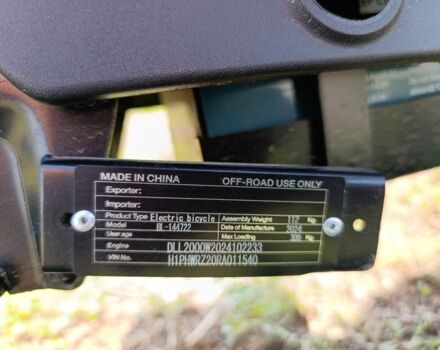 MADE IN CHINA OFF-ROAD USE ONLY
Exporter:
Importer:
Product Type Electric bicycle Assembly Weight 112 Kg
Model BI-144722 Date of Manufacture 2024
User age Max Loading 300 Kg
Engine DLL2000W2024102233
VIN No. H1PHWRZ20RA011540